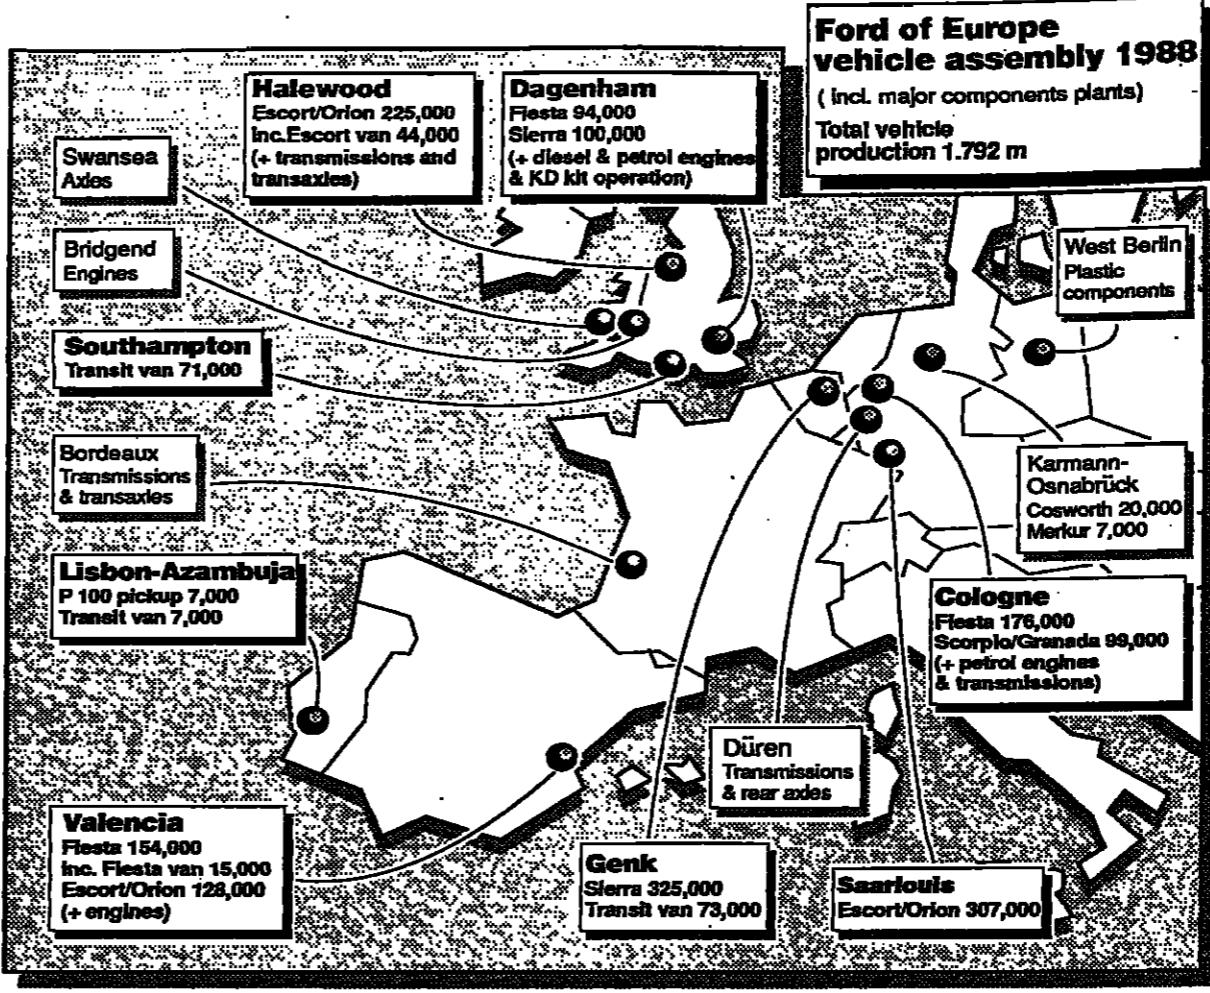 Ford of Europe
vehicle assembly 1988
( incl. major components plants)
Total vehicle
production 1.792 m
Halewood
Escort/Orion 225,000
Inc.Escort van 44,000
(+ transmissions and
transaxles)
Dagenham
Fiesta 94,000
Sierra 100,000
(+ diesel & petrol engines
& KD kit operation)
Swansea
Axles
Bridgend
Engines
West Berlin
Plastic
components
Southampton
Transit van 71,000
Bordeaux
Transmissions
& transaxles
Karmann-
Osnabrück
Cosworth 20,000
Merkur 7,000
Lisbon-Azambuja
P 100 pickup 7,000
Transit van 7,000
Cologne
Fiesta 176,000
Scorpio/Granada 99,000
(+ petrol engines
& transmissions)
Düren
Transmissions
& rear axles
Valencia
Fiesta 154,000
Inc. Fiesta van 15,000
Escort/Orion 128,000
(+ engines)
Genk
Sierra 325,000
Transit van 73,000
Saarlouis
Escort/Orion 307,000